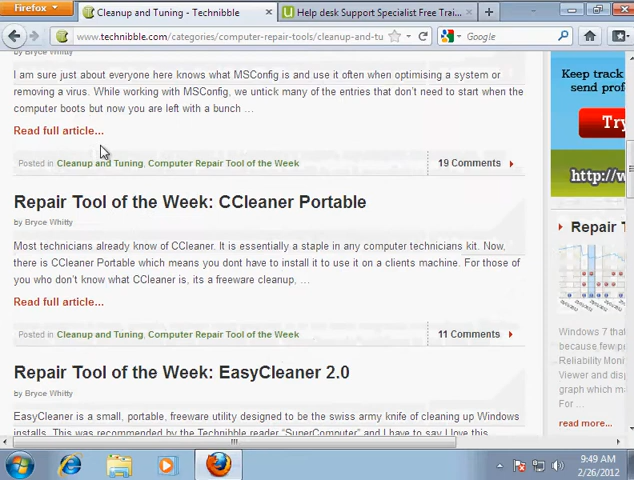 Firefox
Cleanup and Tuning - Technibble
Help desk Support Specialist Free Trai...
www.technibble.com/categories/computer-repair-tools/cleanup-and-tu
Google
by Bryce Whitty
I am sure just about everyone here knows what MSConfig is and use it often when optimising a system or
removing a virus. While working with MSConfig, we untick many of the entries that don't need to start when the
computer boots but now you are left with a bunch …
Read full article...
Posted in Cleanup and Tuning, Computer Repair Tool of the Week
19 Comments
Repair Tool of the Week: CCleaner Portable
by Bryce Whitty
Most technicians already know of CCleaner. It is essentially a staple in any computer technicians kit. Now,
there is CCleaner Portable which means you dont have to install it to use it on a clients machine. For those of
you who don't know what CCleaner is, its a freeware cleanup, …
Read full article...
Posted in Cleanup and Tuning, Computer Repair Tool of the Week
11 Comments
Repair Tool of the Week: EasyCleaner 2.0
by Bryce Whitty
EasyCleaner is a small, portable, freeware utility designed to be the swiss army knife of cleaning up Windows
installs. This was recommended by the Technibble reader "SuperComputer" and I have to say I love this
Keep track
send prof
Try
http://w
Repair T
Windows 7 t
because few p
Reliability Moni
Viewer and disp
graph which ma
For ...
read more...
9:49 AM
2/26/2012